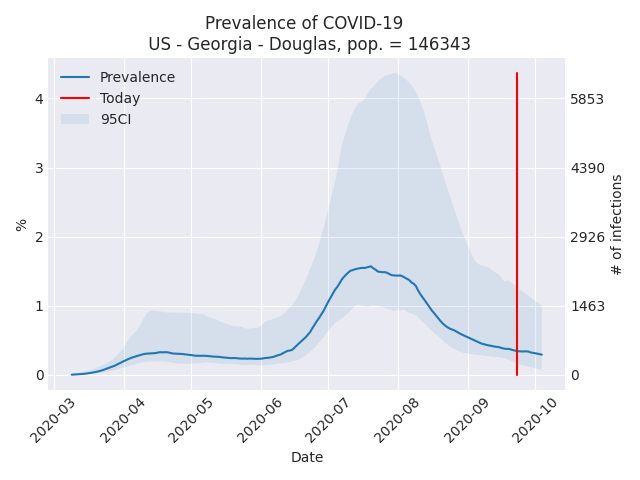 Prevalence of COVID-19
US - Georgia - Douglas, pop. = 146343
Prevalence
Today
95CI
4
3
2
1
0
%
5853
4390
2926
1463
0
# of infections
2020-03
2020-04
2020-05
2020-06
2020-07
2020-08
2020-09
2020-10
Date